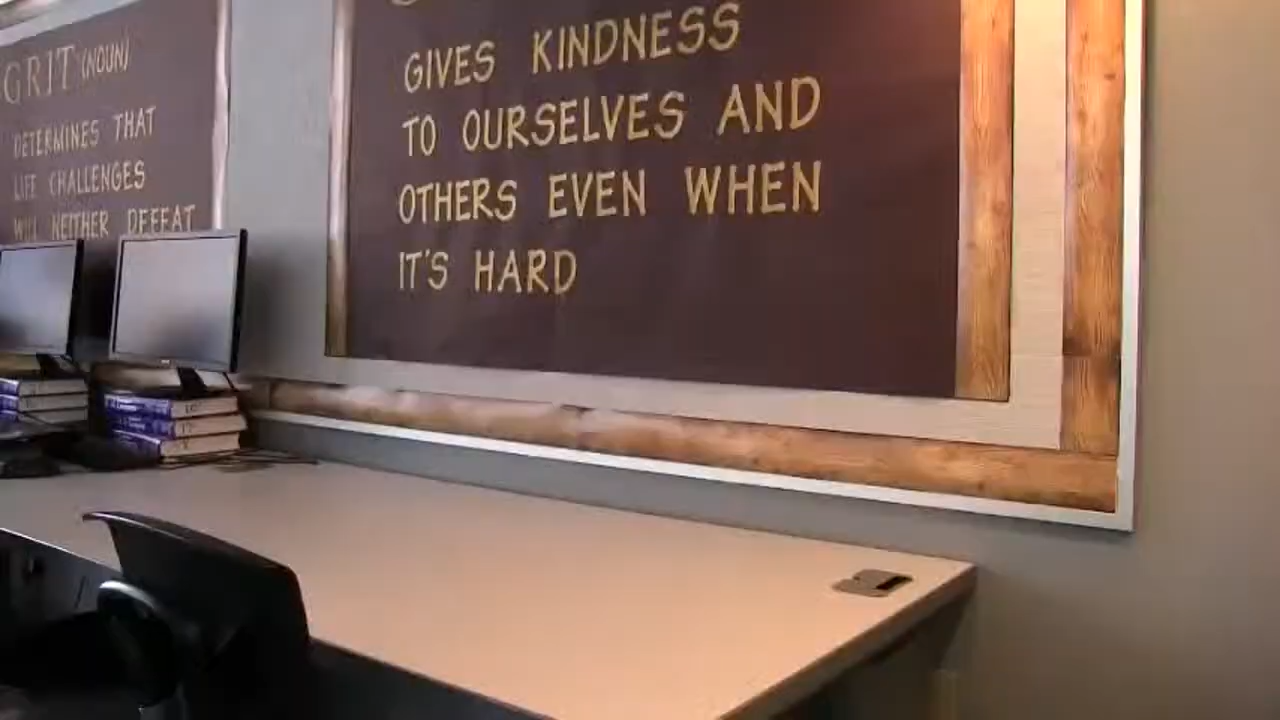 GRIT (NOUN)
DETERMINES THAT
LIFE CHALLENGES
WILL NEITHER DEFEAT
GIVES KINDNESS
TO OURSELVES AND
OTHERS EVEN WHEN
IT'S HARD